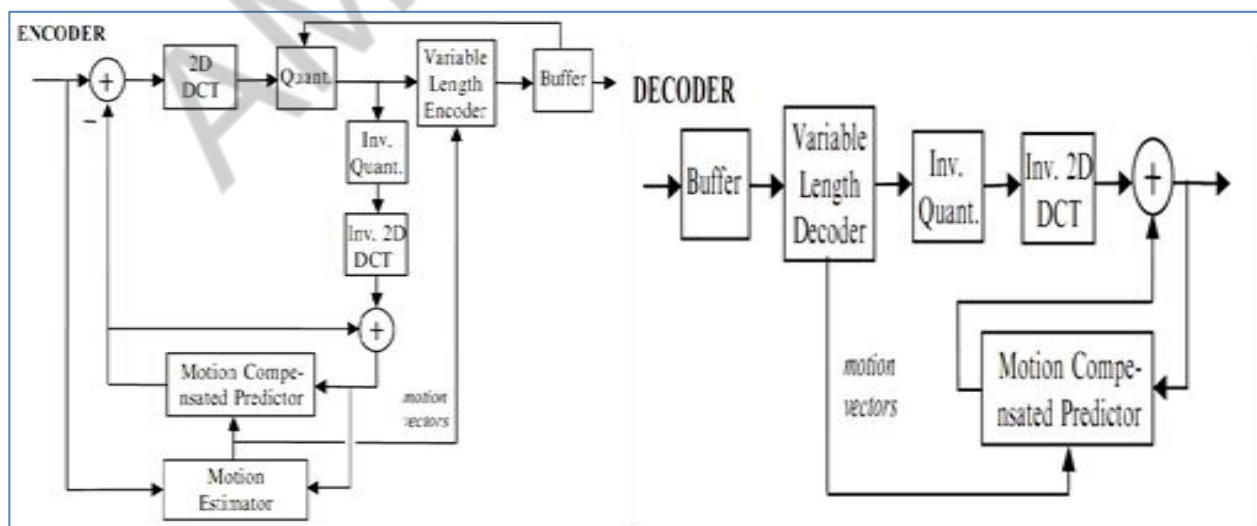 ENCODER
+
−
2D
DCT
Quant.
Variable
Length
Encoder
Buffer
Inv.
Quant.
Inv. 2D
DCT
+
Motion Compe-
nsated Predictor
motion
vectors
Motion
Estimator
DECODER
Buffer
Variable
Length
Decoder
Inv.
Quant.
Inv. 2D
DCT
+
motion
vectors
Motion Compe-
nsated Predictor